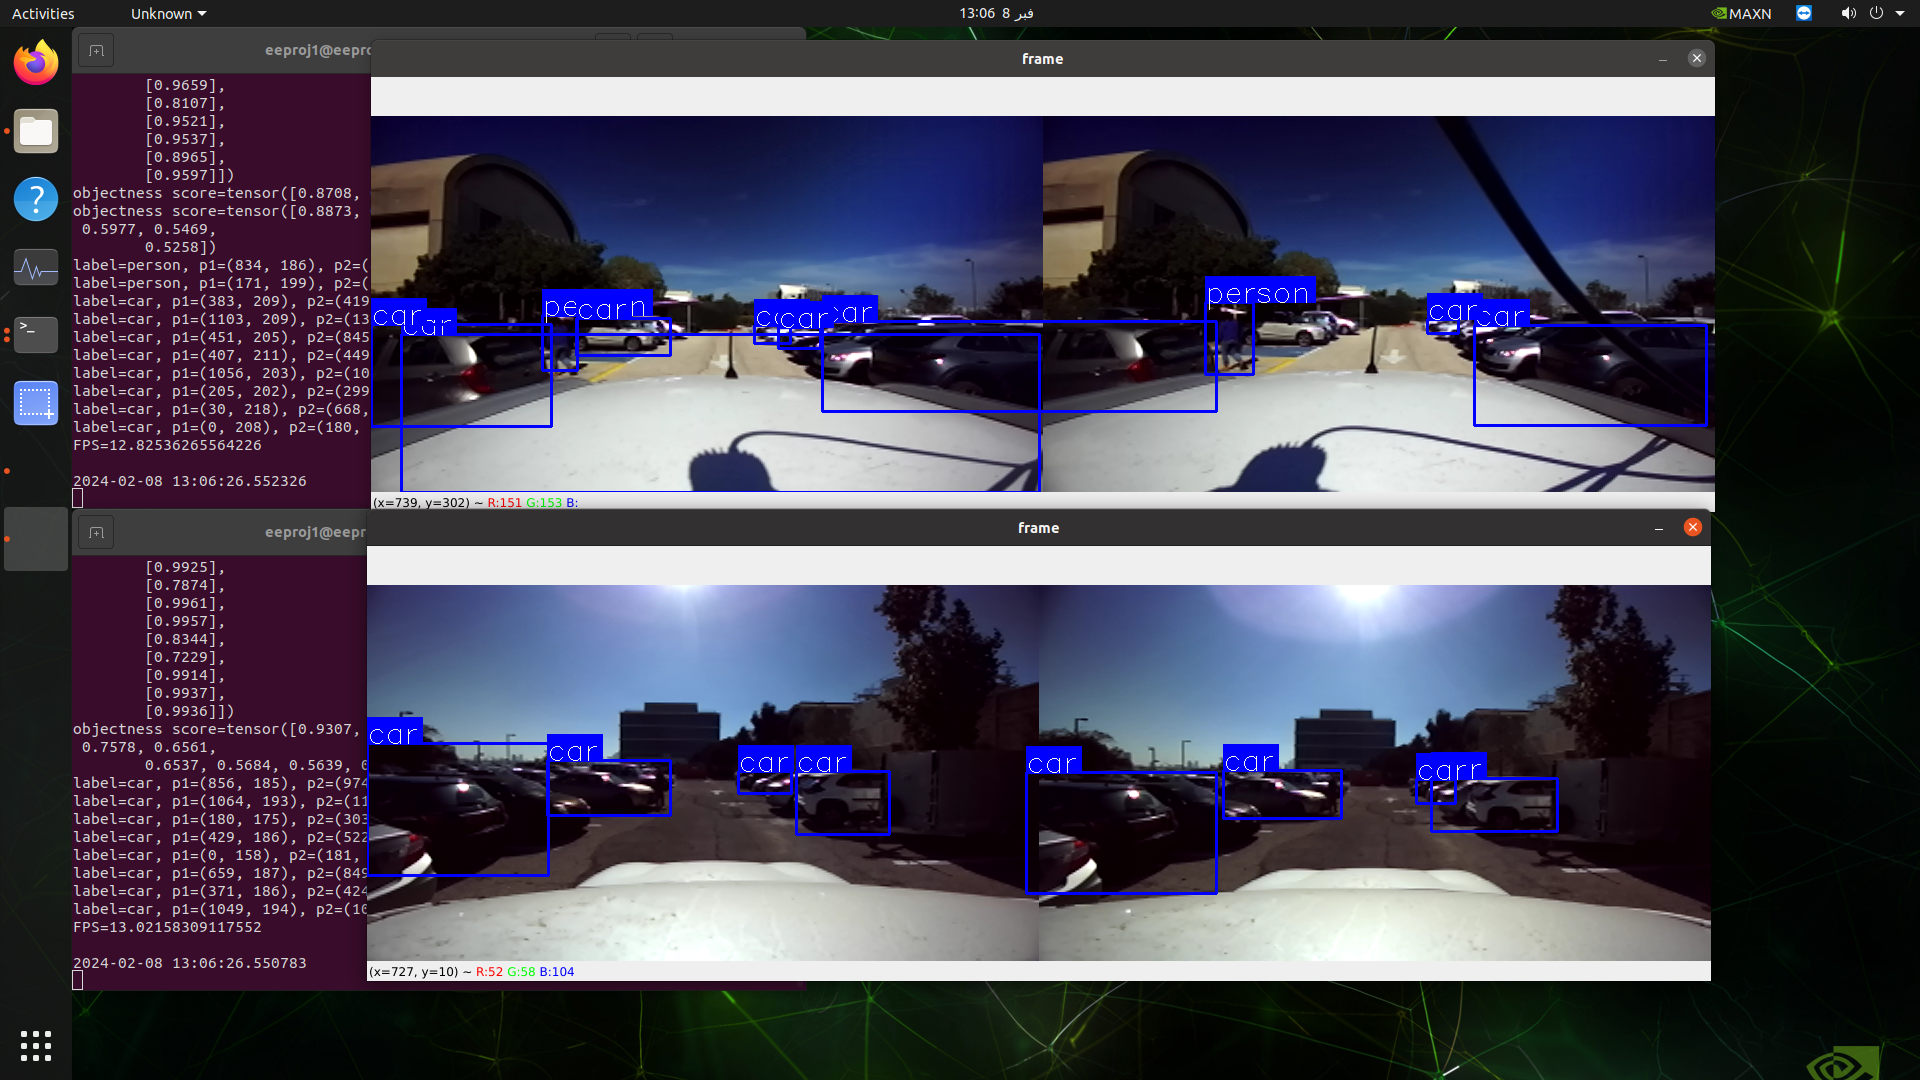 Activities
Unknown
13:06 8 فبر
MAXN
eeproj1@eepro
[0.9659],
[0.8107],
[0.9521],
[0.9537],
[0.8965],
[0.9597]])
objectness score=tensor([0.8708,
objectness score=tensor([0.8873,
0.5977, 0.5469,
0.5258])
label=person, p1=(834, 186), p2=(
label=person, p1=(171, 199), p2=(
label=car, p1=(383, 209), p2=(419
label=car, p1=(1103, 209), p2=(13
label=car, p1=(451, 205), p2=(845
label=car, p1=(407, 211), p2=(449
label=car, p1=(1056, 203), p2=(10
label=car, p1=(205, 202), p2=(299
label=car, p1=(30, 218), p2=(668,
label=car, p1=(0, 208), p2=(180,
FPS=12.82536265564226
2024-02-08 13:06:26.552326
frame
car
car
pe
carn
ca
car
car
person
car
car
(x=739, y=302) ~ R:151 G:153 B:
eeproj1@eepr
[0.9925],
[0.7874],
[0.9961],
[0.9957],
[0.8344],
[0.7229],
[0.9914],
[0.9937],
[0.9936]])
objectness score=tensor([0.9307,
0.7578, 0.6561,
0.6537, 0.5684, 0.5639, 0
label=car, p1=(856, 185), p2=(974
label=car, p1=(1064, 193), p2=(11
label=car, p1=(180, 175), p2=(303
label=car, p1=(429, 186), p2=(522
label=car, p1=(0, 158), p2=(181,
label=car, p1=(659, 187), p2=(849
label=car, p1=(371, 186), p2=(424
label=car, p1=(1049, 194), p2=(10
FPS=13.02158309117552
2024-02-08 13:06:26.550783
frame
car
car
car
car
car
car
carr
(x=727, y=10) ~ R:52 G:58 B:104